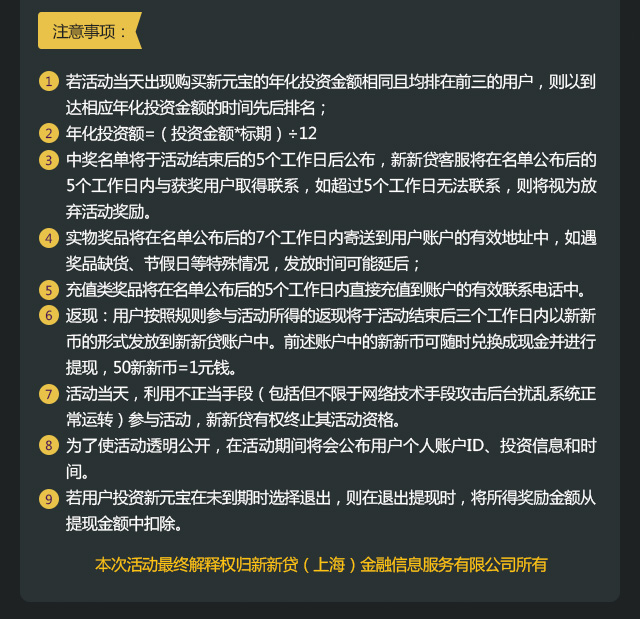 注意事项：
1 若活动当天出现购买新元宝的年化投资金额相同且均排在前三的用户，则以到
达相应年化投资金额的时间先后排名；
2 年化投资额=（投资金额*标期）÷12
3 中奖名单将于活动结束后的5个工作日后公布，新新贷客服将在名单公布后的
5个工作日内与获奖用户取得联系，如超过5个工作日无法联系，则将视为放
弃活动奖励。
4 实物奖品将在名单公布后的7个工作日内寄送到用户账户的有效地址中，如遇
奖品缺货、节假日等特殊情况，发放时间可能延后；
5 充值类奖品将在名单公布后的5个工作日内直接充值到账户的有效联系电话中。
6 返现：用户按照规则参与活动所得的返现将于活动结束后三个工作日内以新新
币的形式发放到新新贷账户中。前述账户中的新新币可随时兑换成现金并进行
提现，50新新币=1元钱。
7 活动当天，利用不正当手段（包括但不限于网络技术手段攻击后台扰乱系统正
常运转）参与活动，新新贷有权终止其活动资格。
8 为了使活动透明公开，在活动期间将会公布用户个人账户ID、投资信息和时
间。
9 若用户投资新元宝在未到期时选择退出，则在退出提现时，将所得奖励金额从
提现金额中扣除。
本次活动最终解释权归新新贷（上海）金融信息服务有限公司所有